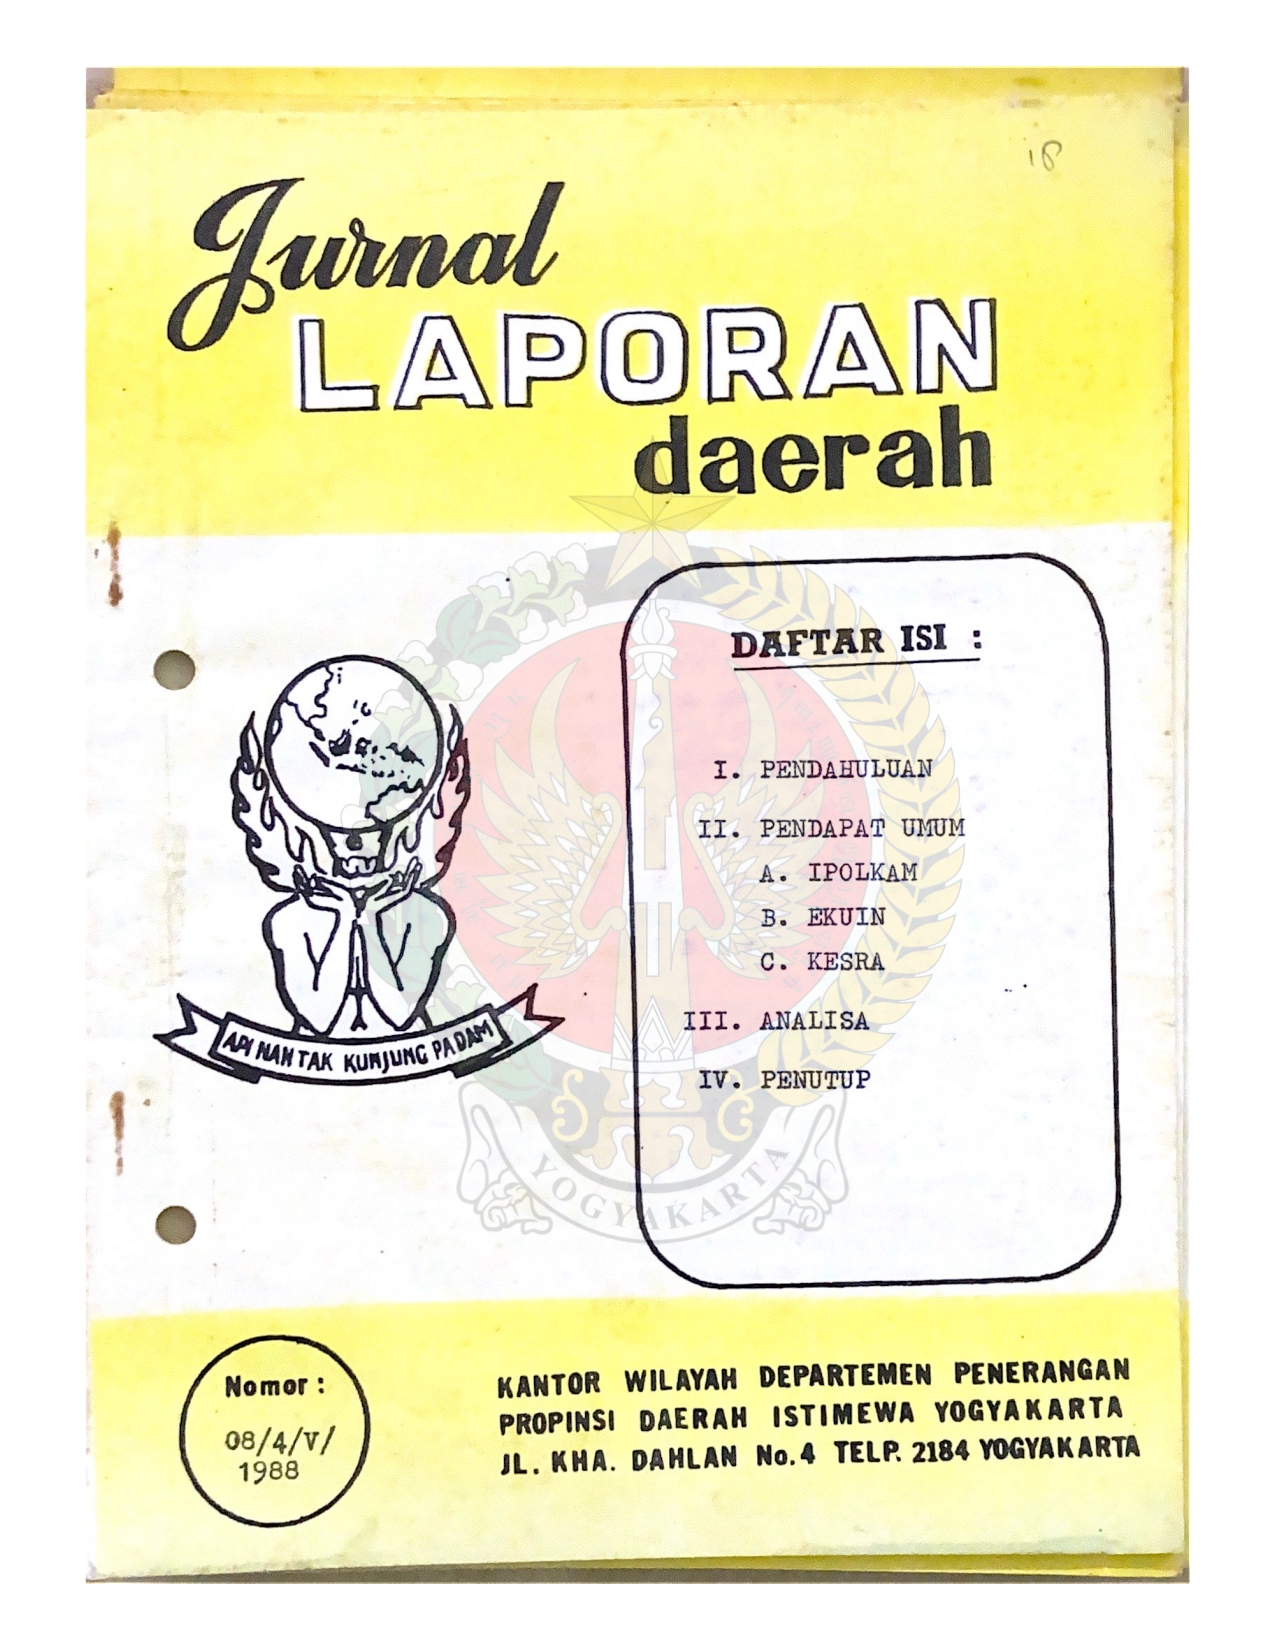 18
Jurnal
LAPORAN
daerah
DAFTAR ISI :
I. PENDAHULUAN
II. PENDAPAT UMUM
A. IPOLKAM
B. EKUIN
C. KESRA
III. ANALISA
IV. PENUTUP
API NAN TAK KUNJUNG PADAM
YOGYAKARTA
Nomor :
08/4/V/
1988
KANTOR WILAYAH DEPARTEMEN PENERANGAN
PROPINSI DAERAH ISTIMEWA YOGYAKARTA
JL. KHA. DAHLAN No. 4 TELP. 2184 YOGYAKARTA